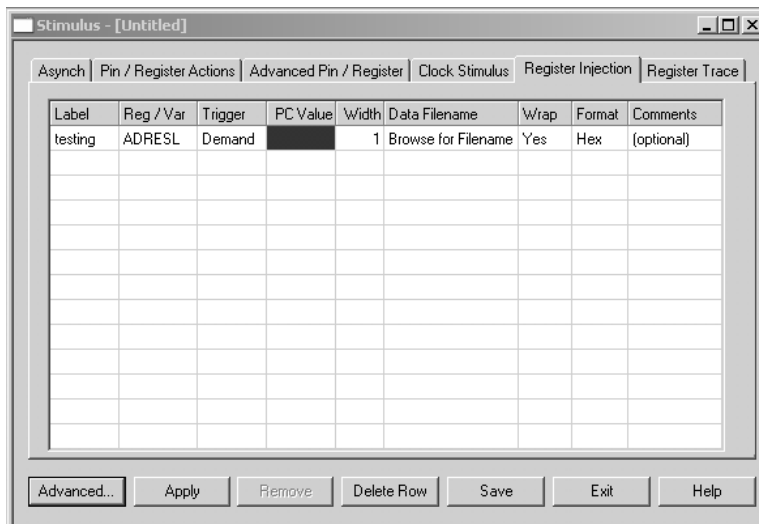 Stimulus - [Untitled]
Asynch Pin / Register Actions Advanced Pin / Register Clock Stimulus Register Injection Register Trace
Label Reg / Var Trigger PC Value Width Data Filename Wrap Format Comments
testing ADRESL Demand 1 Browse for Filename Yes Hex (optional)
Advanced... Apply Remove Delete Row Save Exit Help